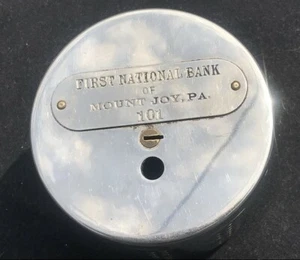 FIRST NATIONAL BANK
OF
MOUNT JOY, PA.
101